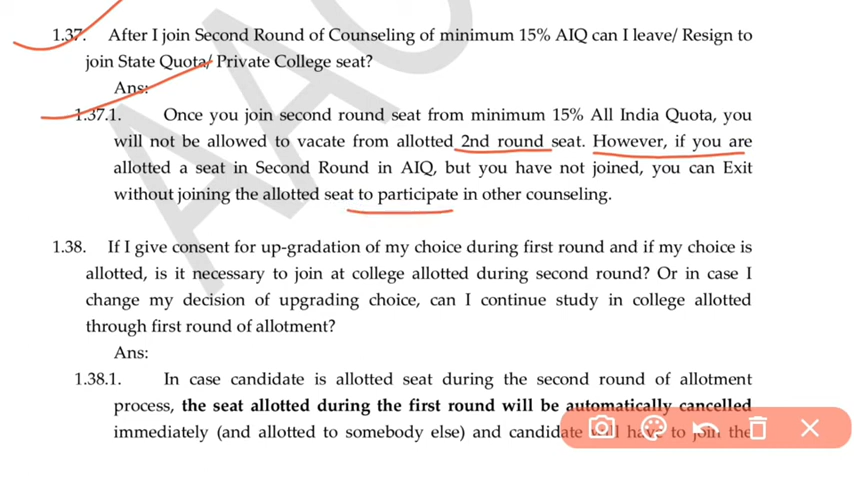 1.37. After I join Second Round of Counseling of minimum 15% AIQ can I leave/ Resign to
join State Quota/ Private College seat?
Ans:
1.37.1. Once you join second round seat from minimum 15% All India Quota, you
will not be allowed to vacate from allotted 2nd round seat. However, if you are
allotted a seat in Second Round in AIQ, but you have not joined, you can Exit
without joining the allotted seat to participate in other counseling.
1.38. If I give consent for up-gradation of my choice during first round and if my choice is
allotted, is it necessary to join at college allotted during second round? Or in case I
change my decision of upgrading choice, can I continue study in college allotted
through first round of allotment?
Ans:
1.38.1. In case candidate is allotted seat during the second round of allotment
process, the seat allotted during the first round will be automatically cancelled
immediately (and allotted to somebody else) and candidate will have to join the